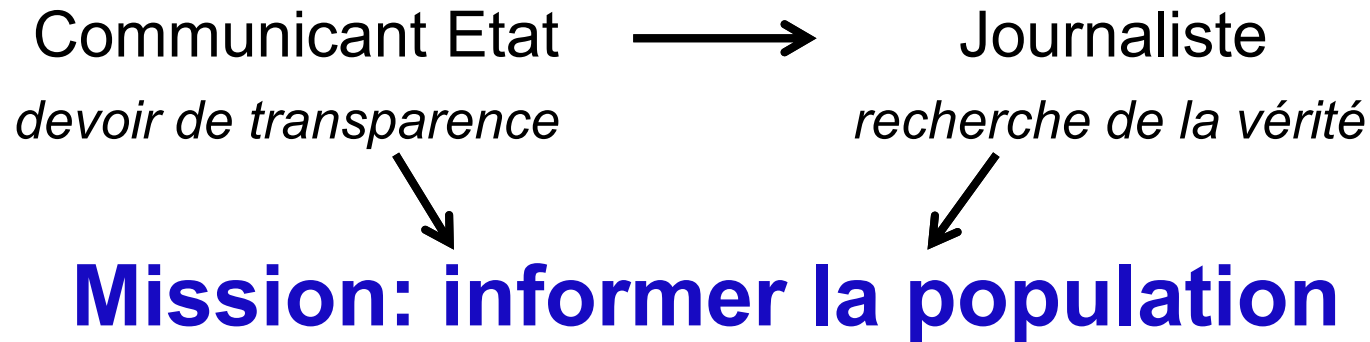 Communicant Etat Journaliste
devoir de transparence recherche de la vérité
Mission: informer la population